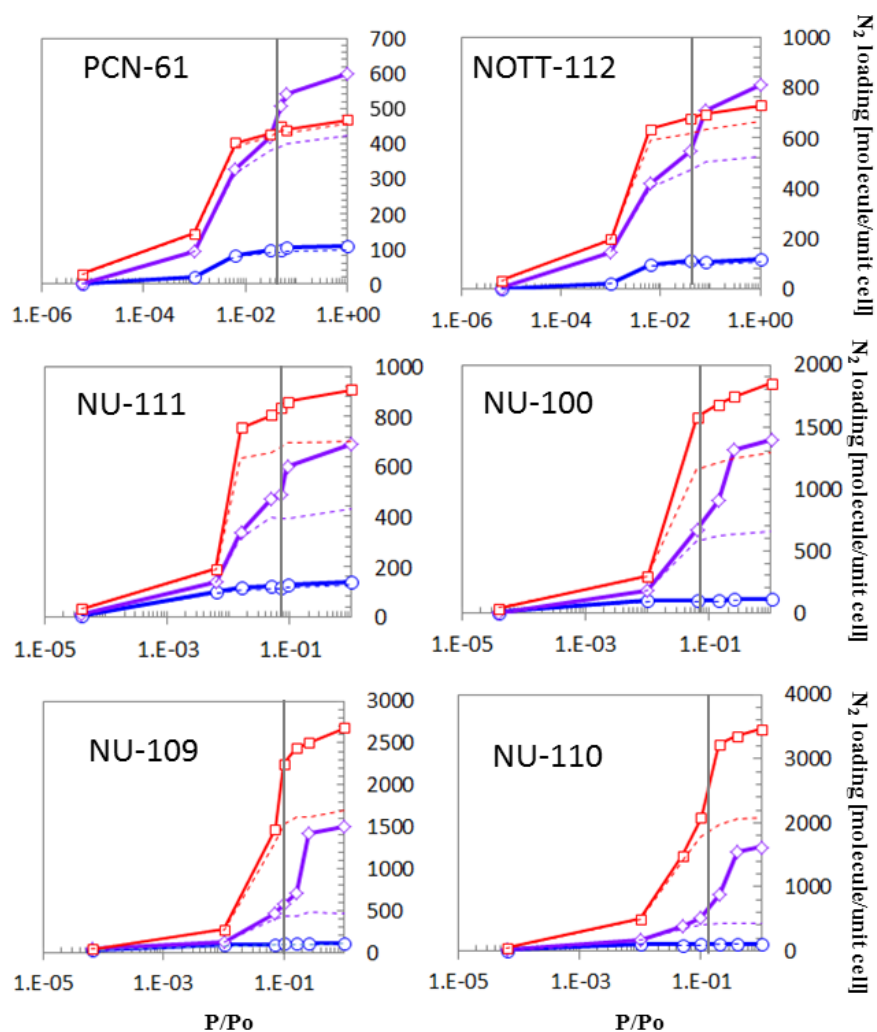 PCN-61
700
600
500
400
300
200
100
0
1.E-06 1.E-04 1.E-02 1.E+00
NOTT-112
1000
800
600
400
200
0
1.E-06 1.E-04 1.E-02 1.E+00
N₂ loading [molecule/unit cell]
NU-111
1000
800
600
400
200
0
1.E-05 1.E-03 1.E-01
NU-100
2000
1500
1000
500
0
1.E-05 1.E-03 1.E-01
N₂ loading [molecule/unit cell]
NU-109
3000
2500
2000
1500
1000
500
0
1.E-05 1.E-03 1.E-01
P/Po
NU-110
4000
3000
2000
1000
0
1.E-05 1.E-03 1.E-01
P/Po
N₂ loading [molecule/unit cell]